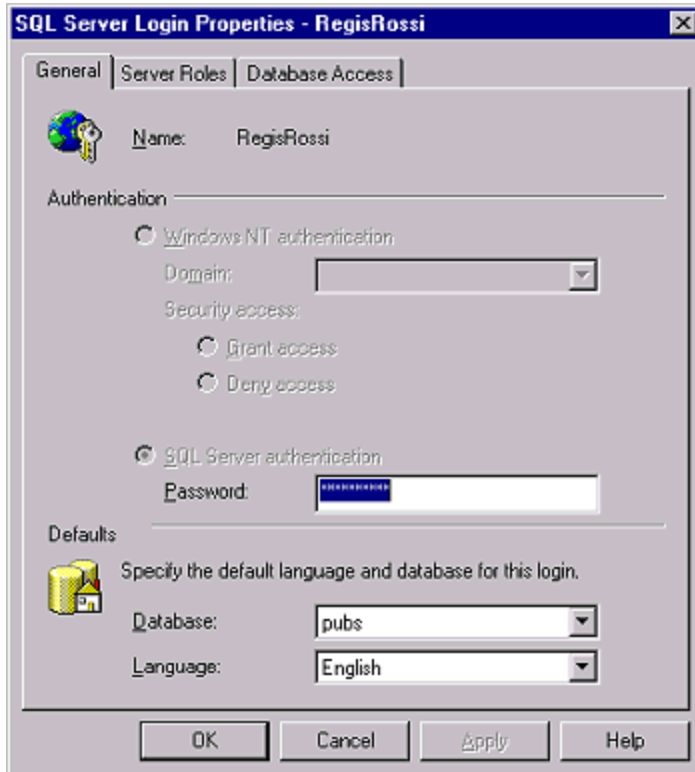 SQL Server Login Properties - RegisRossi
General Server Roles Database Access
Name: RegisRossi
Authentication
Windows NT authentication
Domain:
Security access:
Grant access
Deny access
SQL Server authentication
Password: **********
Defaults
Specify the default language and database for this login.
Database: pubs
Language: English
OK Cancel Apply Help